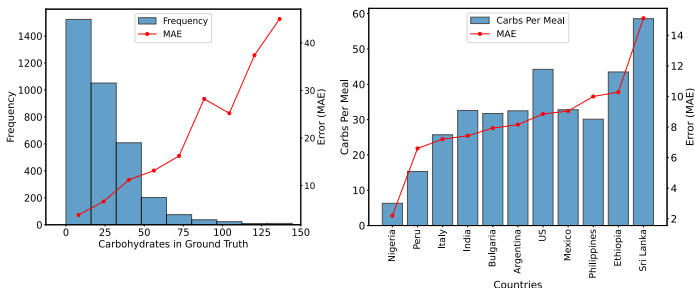 Frequency
MAE
1400
1200
1000
800
600
400
200
0
Frequency
0
25
50
75
100
125
150
Carbohydrates in Ground Truth
40
30
20
10
Error (MAE)
Carbs Per Meal
MAE
60
50
40
30
20
10
0
Carbs Per Meal
Nigeria
Peru
Italy
India
Bulgaria
Argentina
US
Mexico
Philippines
Ethiopia
Sri Lanka
Countries
14
12
10
8
6
4
2
Error (MAE)